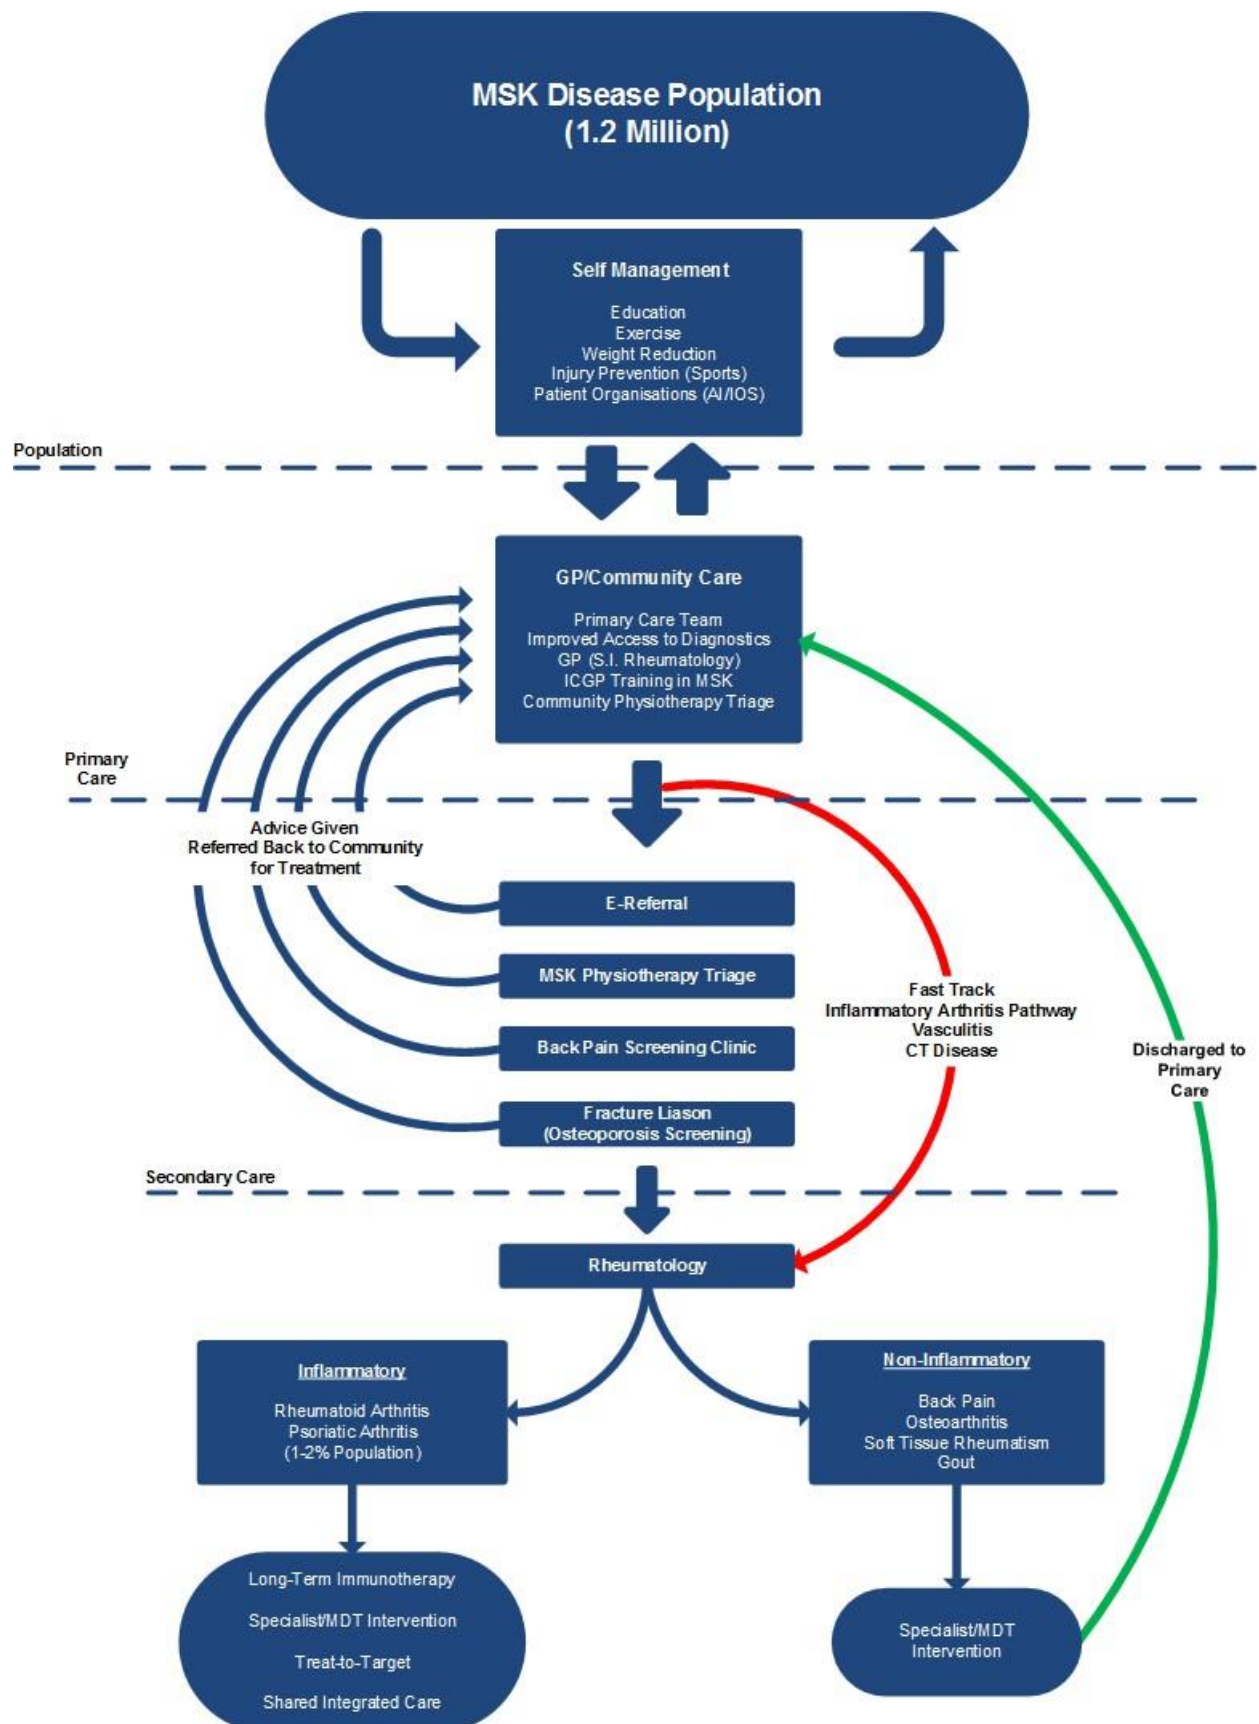 MSK Disease Population
(1.2 Million)
Self Management
Education
Exercise
Weight Reduction
Injury Prevention (Sports)
Patient Organisations (AI/IOS)
Population
GP/Community Care
Primary Care Team
Improved Access to Diagnostics
GP (S.I. Rheumatology)
ICGP Training in MSK
Community Physiotherapy Triage
Primary
Care
Advice Given
Referred Back to Community
for Treatment
E-Referral
MSK Physiotherapy Triage
Back Pain Screening Clinic
Fracture Liason
(Osteoporosis Screening)
Fast Track
Inflammatory Arthritis Pathway
Vasculitis
CT Disease
Discharged to
Primary
Care
Secondary Care
Rheumatology
Inflammatory
Rheumatoid Arthritis
Psoriatic Arthritis
(1-2% Population)
Non-Inflammatory
Back Pain
Osteoarthritis
Soft Tissue Rheumatism
Gout
Long-Term Immunotherapy
Specialist/MDT Intervention
Treat-to-Target
Shared Integrated Care
Specialist/MDT
Intervention